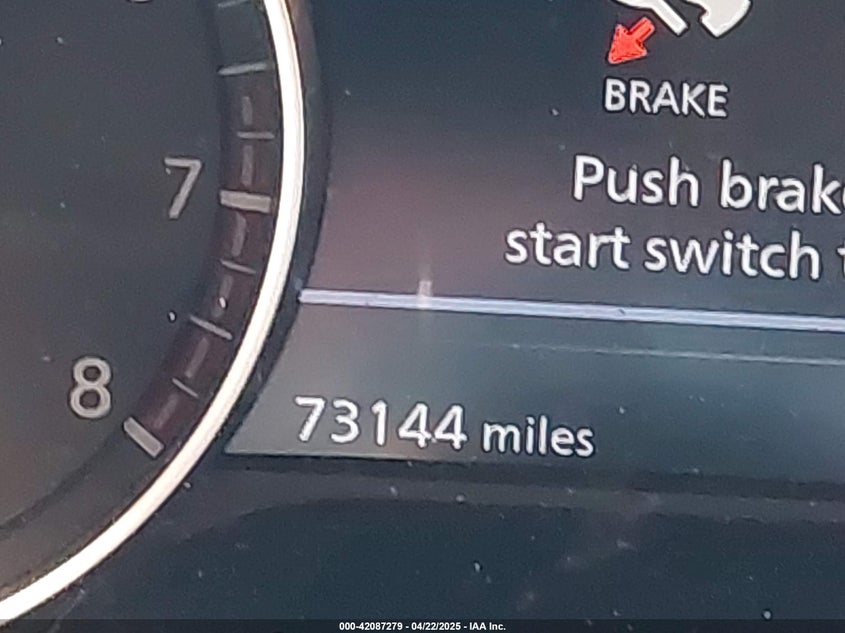 BRAKE
7
Push brak
start switch
8
73144 miles
000-42087279 - 04/22/2025 - IAA Inc.